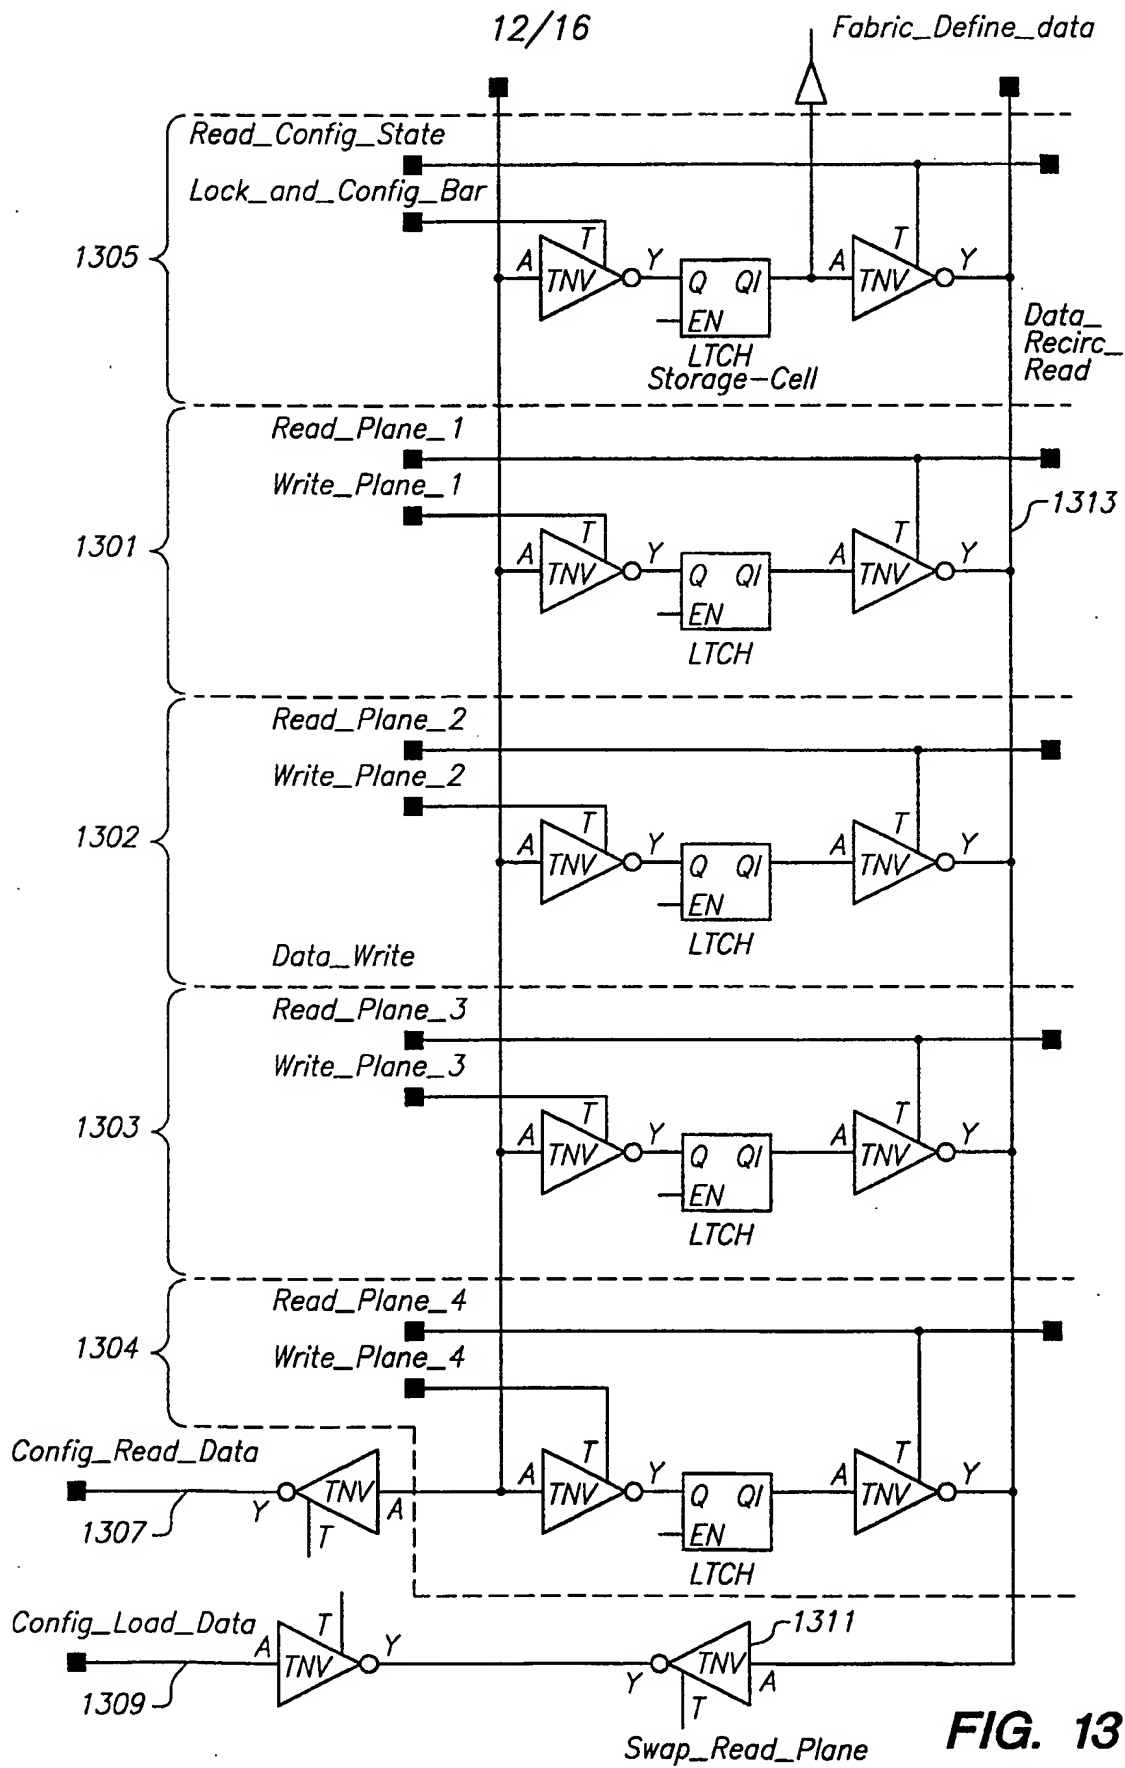 12/16
Fabric_Define_data
Read_Config_State
Lock_and_Config_Bar
1305
T
T
A TNV Y Q QI A TNV Y
EN
LTCH
Storage-Cell
Data_
Recirc_
Read
Read_Plane_1
Write_Plane_1
1313
1301
T
T
A TNV Y Q QI A TNV Y
EN
LTCH
Read_Plane_2
Write_Plane_2
1302
T
T
A TNV Y Q QI A TNV Y
EN
LTCH
Data_Write
Read_Plane_3
Write_Plane_3
1303
T
T
A TNV Y Q QI A TNV Y
EN
LTCH
Read_Plane_4
1304
Write_Plane_4
Config_Read_Data
T
T
Y TNV A A TNV Y Q QI A TNV Y
T
EN
1307
LTCH
Config_Load_Data
T
1311
A TNV Y Y TNV A
T
1309
Swap_Read_Plane
FIG. 13